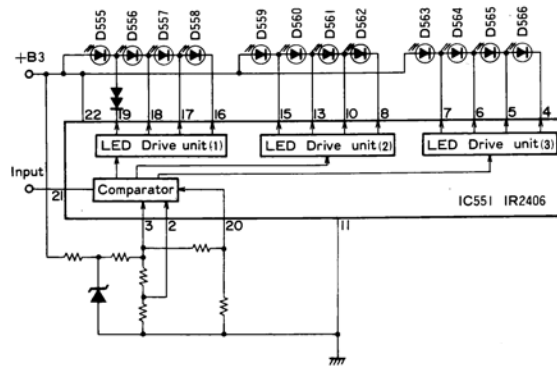 D555 D556 D557 D558 D559 D560 D561 D562 D563 D564 D565 D566
+B3
22 19 18 17 16 15 13 10 8 7 6 5 4
LED Drive unit(1) LED Drive unit(2) LED Drive unit(3)
Input
21 Comparator IC551 IR2406
3 2 20 11